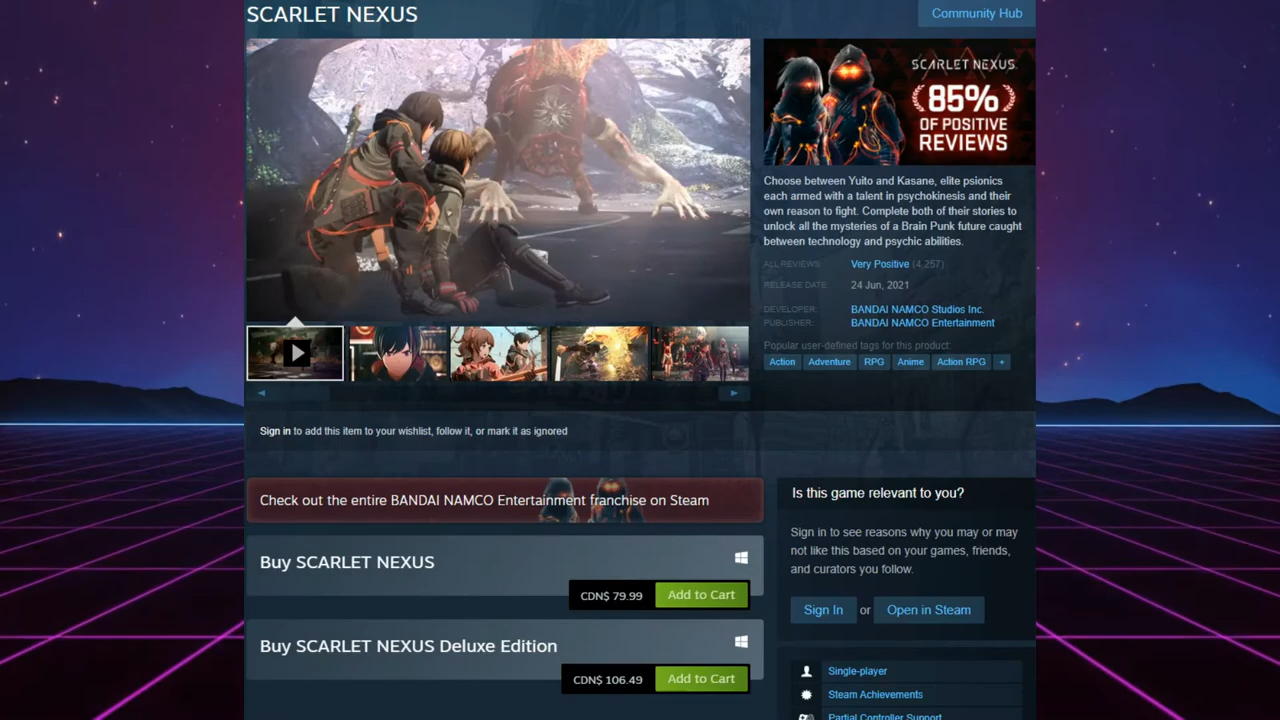 SCARLET NEXUS
Community Hub
SCARLET NEXUS
85%
OF POSITIVE
REVIEWS
Choose between Yuito and Kasane, elite psionics
each armed with a talent in psychokinesis and their
own reason to fight. Complete both of their stories to
unlock all the mysteries of a Brain Punk future caught
between technology and psychic abilities.
ALL REVIEWS: Very Positive (4,257)
RELEASE DATE: 24 Jun, 2021
DEVELOPER: BANDAI NAMCO Studios Inc.
PUBLISHER: BANDAI NAMCO Entertainment
Popular user-defined tags for this product:
Action Adventure RPG Anime Action RPG +
Sign in to add this item to your wishlist, follow it, or mark it as ignored
Check out the entire BANDAI NAMCO Entertainment franchise on Steam
Is this game relevant to you?
Sign in to see reasons why you may or may
not like this based on your games, friends,
and curators you follow.
Sign In or Open in Steam
Buy SCARLET NEXUS
CDN$ 79.99 Add to Cart
Buy SCARLET NEXUS Deluxe Edition
CDN$ 106.49 Add to Cart
Single-player
Steam Achievements
Partial Controller Support